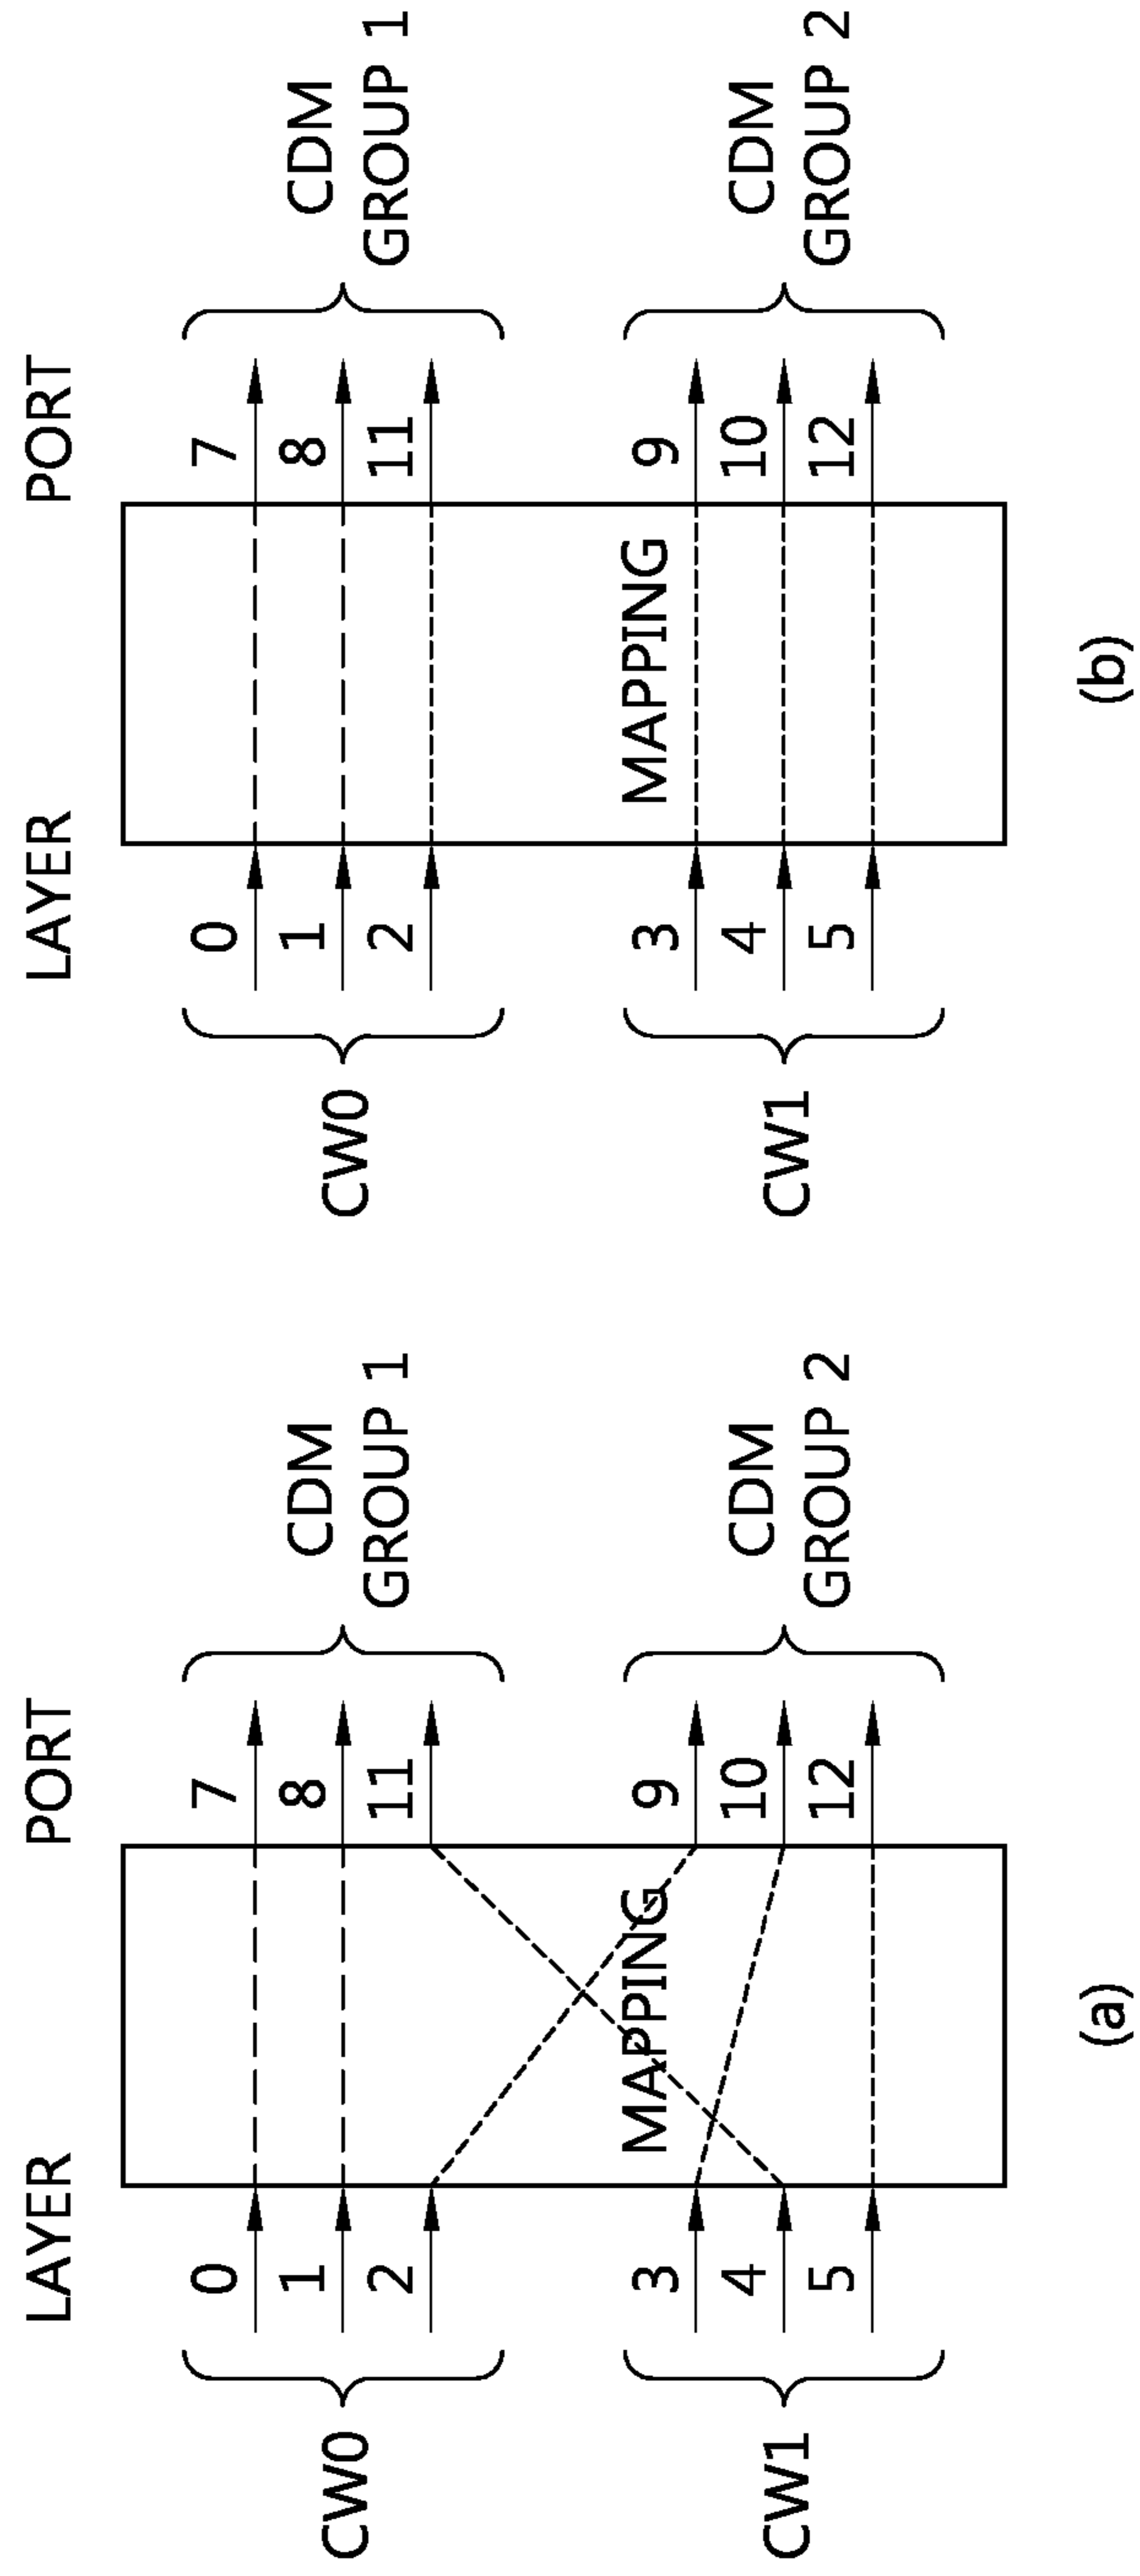 LAYER
PORT
CW0
0
1
2
7
8
11
CDM
GROUP 1
MAPPING
CW1
3
4
5
9
10
12
CDM
GROUP 2
(a)
LAYER
PORT
CW0
0
1
2
7
8
11
CDM
GROUP 1
MAPPING
CW1
3
4
5
9
10
12
CDM
GROUP 2
(b)